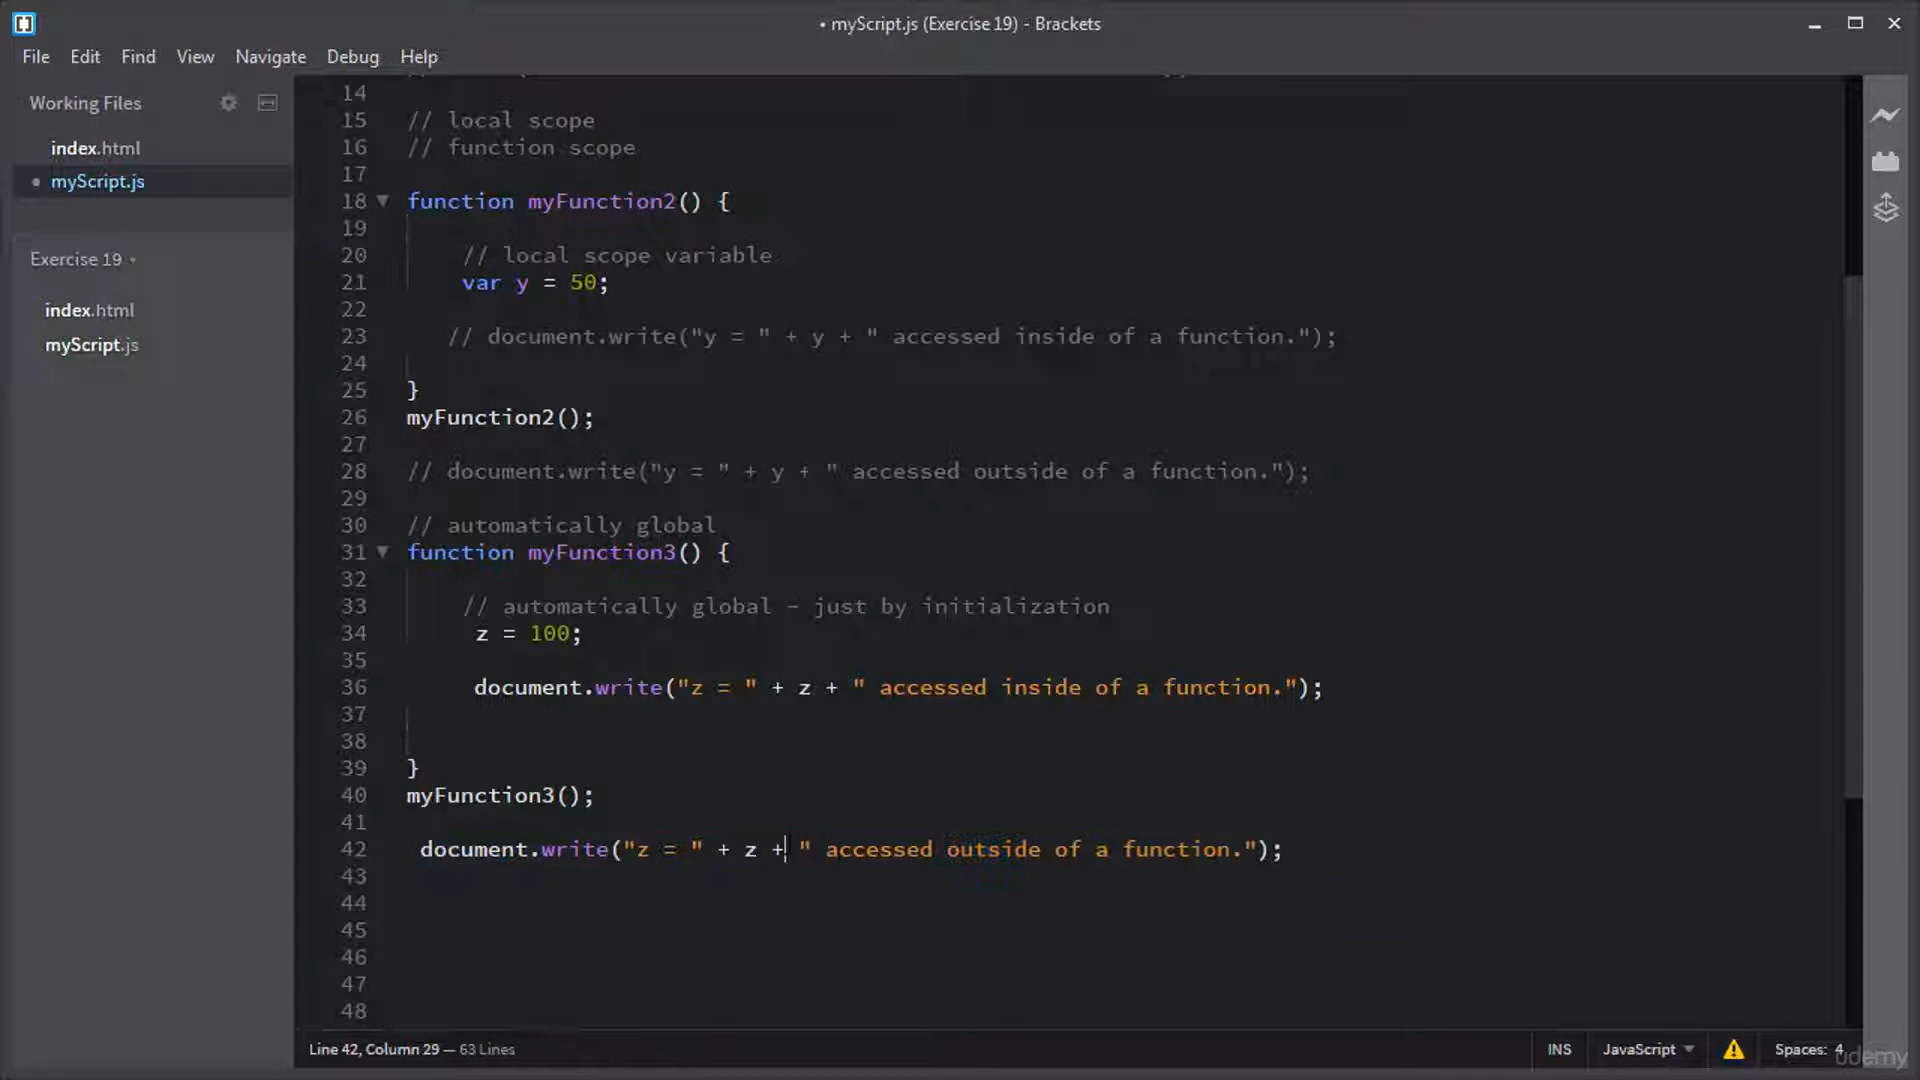 • myScript.js (Exercise 19) - Brackets
File Edit Find View Navigate Debug Help
Working Files
index.html
• myScript.js
Exercise 19
index.html
myScript.js
14
15 // local scope
16 // function scope
17
18 function myFunction2() {
19
20 // local scope variable
21 var y = 50;
22
23 // document.write("y = " + y + " accessed inside of a function.");
24
25 }
26 myFunction2();
27
28 // document.write("y = " + y + " accessed outside of a function.");
29
30 // automatically global
31 function myFunction3() {
32
33 // automatically global - just by initialization
34 z = 100;
35
36 document.write("z = " + z + " accessed inside of a function.");
37
38
39 }
40 myFunction3();
41
42 document.write("z = " + z + " accessed outside of a function.");
43
44
45
46
47
48
Line 42, Column 29 — 63 Lines
INS JavaScript Spaces: 4
udemy